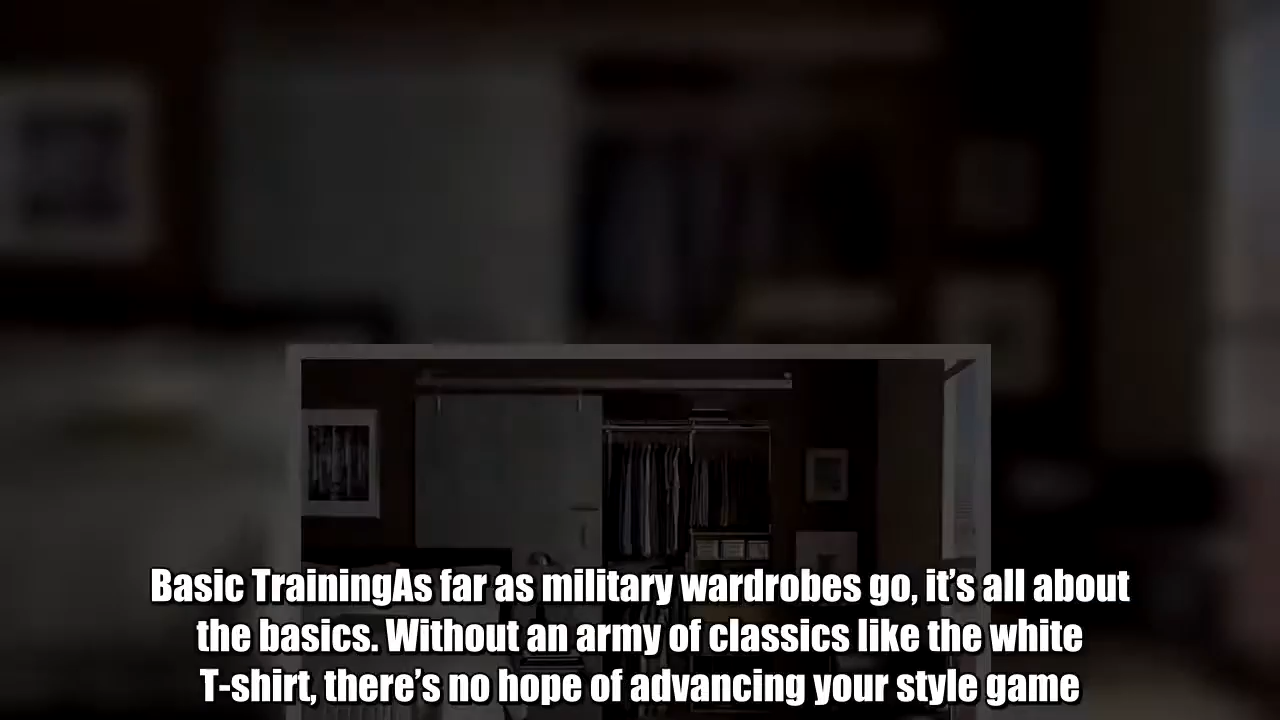 Basic TrainingAs far as military wardrobes go, it’s all about
the basics. Without an army of classics like the white
T-shirt, there’s no hope of advancing your style game